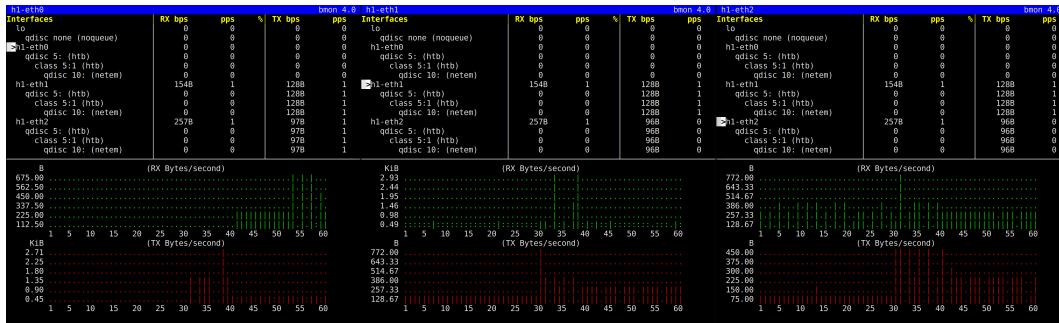 h1-eth0 bmon 4.0
Interfaces RX bps pps % TX bps pps
lo 0 0 0 0
qdisc none (noqueue) 0 0 0 0
>h1-eth0 0 0 0 0
qdisc 5: (htb) 0 0 0 0
class 5:1 (htb) 0 0 0 0
qdisc 10: (netem) 0 0 0 0
h1-eth1 154B 1 128B 1
qdisc 5: (htb) 0 0 128B 1
class 5:1 (htb) 0 0 128B 1
qdisc 10: (netem) 0 0 128B 1
h1-eth2 257B 1 97B 1
qdisc 5: (htb) 0 0 97B 1
class 5:1 (htb) 0 0 97B 1
qdisc 10: (netem) 0 0 97B 1
B (RX Bytes/second)
675.00
562.50
450.00
337.50
225.00
112.50
1 5 10 15 20 25 30 35 40 45 50 55 60
KiB (TX Bytes/second)
2.71
2.25
1.80
1.35
0.90
0.45
1 5 10 15 20 25 30 35 40 45 50 55 60
h1-eth1 bmon 4.0
Interfaces RX bps pps % TX bps pps
lo 0 0 0 0
qdisc none (noqueue) 0 0 0 0
h1-eth0 0 0 0 0
qdisc 5: (htb) 0 0 0 0
class 5:1 (htb) 0 0 0 0
qdisc 10: (netem) 0 0 0 0
>h1-eth1 154B 1 128B 1
qdisc 5: (htb) 0 0 128B 1
class 5:1 (htb) 0 0 128B 1
qdisc 10: (netem) 0 0 128B 1
h1-eth2 257B 1 96B 0
qdisc 5: (htb) 0 0 96B 0
class 5:1 (htb) 0 0 96B 0
qdisc 10: (netem) 0 0 96B 0
KiB (RX Bytes/second)
2.93
2.44
1.95
1.46
0.98
0.49
1 5 10 15 20 25 30 35 40 45 50 55 60
B (TX Bytes/second)
772.00
643.33
514.67
386.00
257.33
128.67
1 5 10 15 20 25 30 35 40 45 50 55 60
h1-eth2 bmon 4.0
Interfaces RX bps pps % TX bps pps
lo 0 0 0 0
qdisc none (noqueue) 0 0 0 0
h1-eth0 0 0 0 0
qdisc 5: (htb) 0 0 0 0
class 5:1 (htb) 0 0 0 0
qdisc 10: (netem) 0 0 0 0
h1-eth1 154B 1 128B 1
qdisc 5: (htb) 0 0 128B 1
class 5:1 (htb) 0 0 128B 1
qdisc 10: (netem) 0 0 128B 1
>h1-eth2 257B 1 96B 0
qdisc 5: (htb) 0 0 96B 0
class 5:1 (htb) 0 0 96B 0
qdisc 10: (netem) 0 0 96B 0
B (RX Bytes/second)
772.00
643.33
514.67
386.00
257.33
128.67
1 5 10 15 20 25 30 35 40 45 50 55 60
B (TX Bytes/second)
450.00
375.00
300.00
225.00
150.00
75.00
1 5 10 15 20 25 30 35 40 45 50 55 60